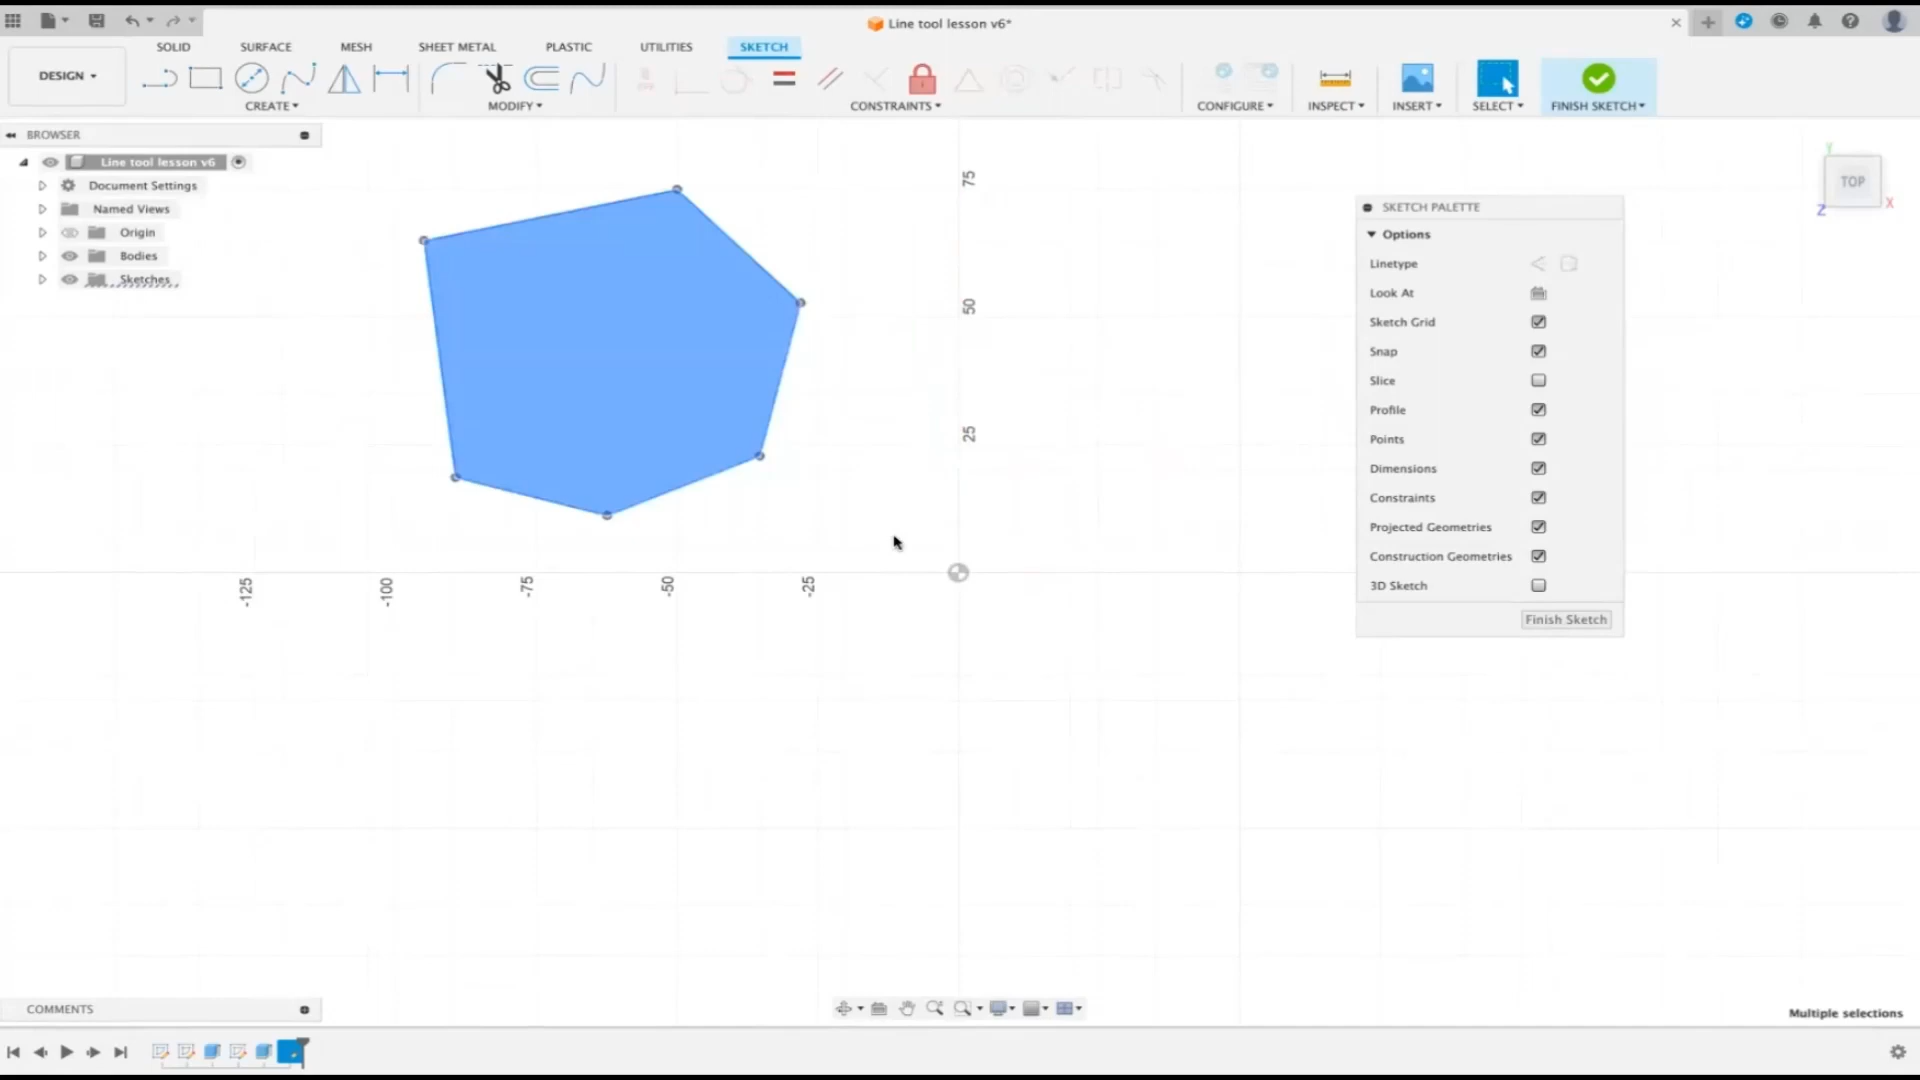 Line tool lesson v6*
SOLID SURFACE MESH SHEET METAL PLASTIC UTILITIES SKETCH
DESIGN
CREATE MODIFY CONSTRAINTS CONFIGURE INSPECT INSERT SELECT FINISH SKETCH
BROWSER
Line tool lesson v6
Document Settings
Named Views
Origin
Bodies
Sketches
75
50
25
-125 -100 -75 -50 -25
TOP
Y
X
Z
SKETCH PALETTE
Options
Linetype
Look At
Sketch Grid
Snap
Slice
Profile
Points
Dimensions
Constraints
Projected Geometries
Construction Geometries
3D Sketch
Finish Sketch
COMMENTS
Multiple selections